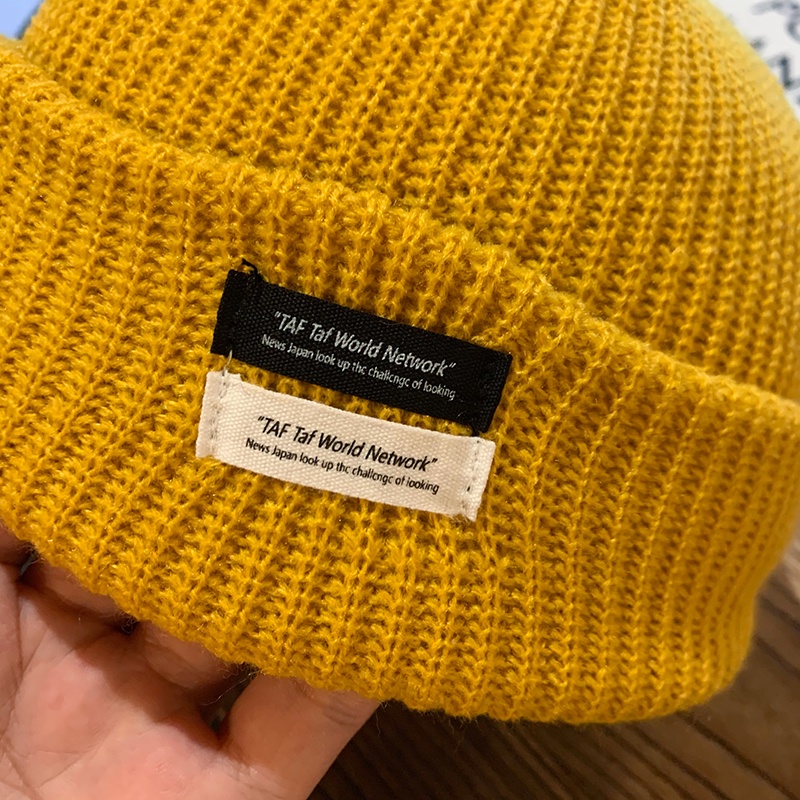 "TAF Taf World Network"
News Japan look up thc challcngc of looking
"TAF Taf World Network"
News Japan look up thc challcngc of iooking